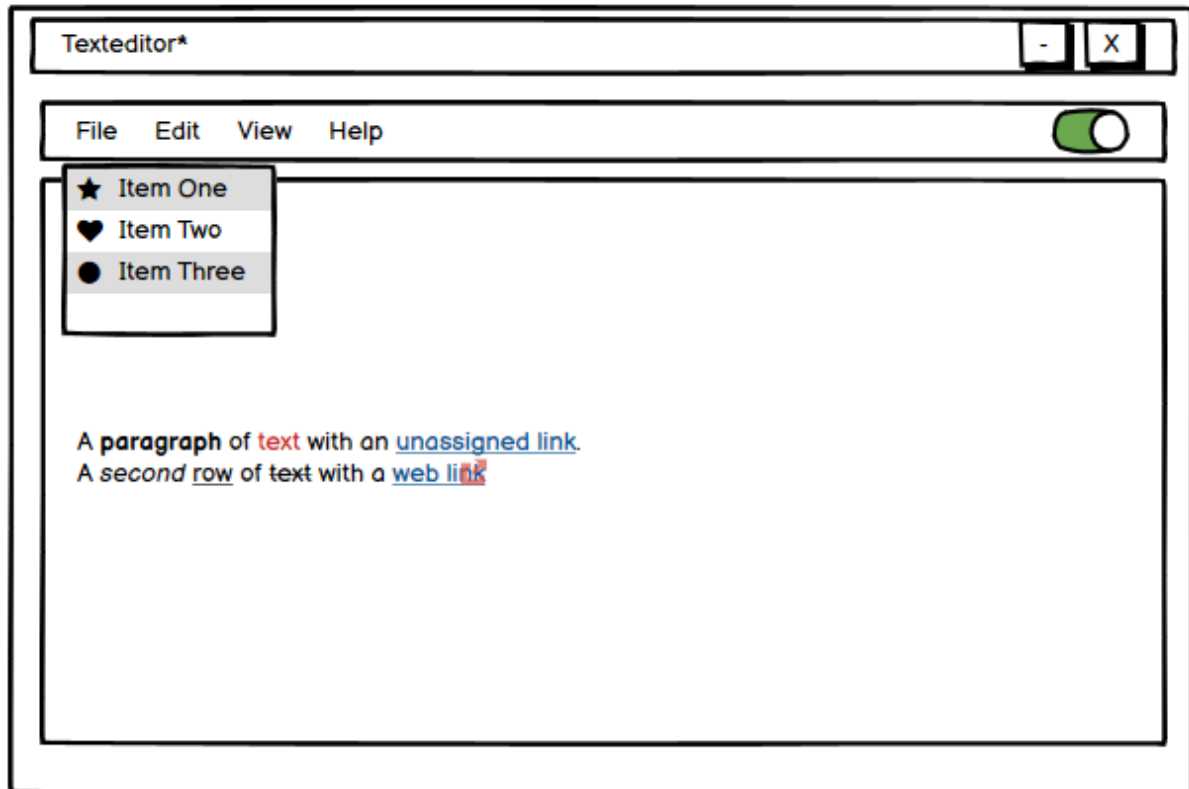 Texteditor*
- X
File Edit View Help
Item One
Item Two
Item Three
A paragraph of text with an unassigned link.
A second row of text with a web link